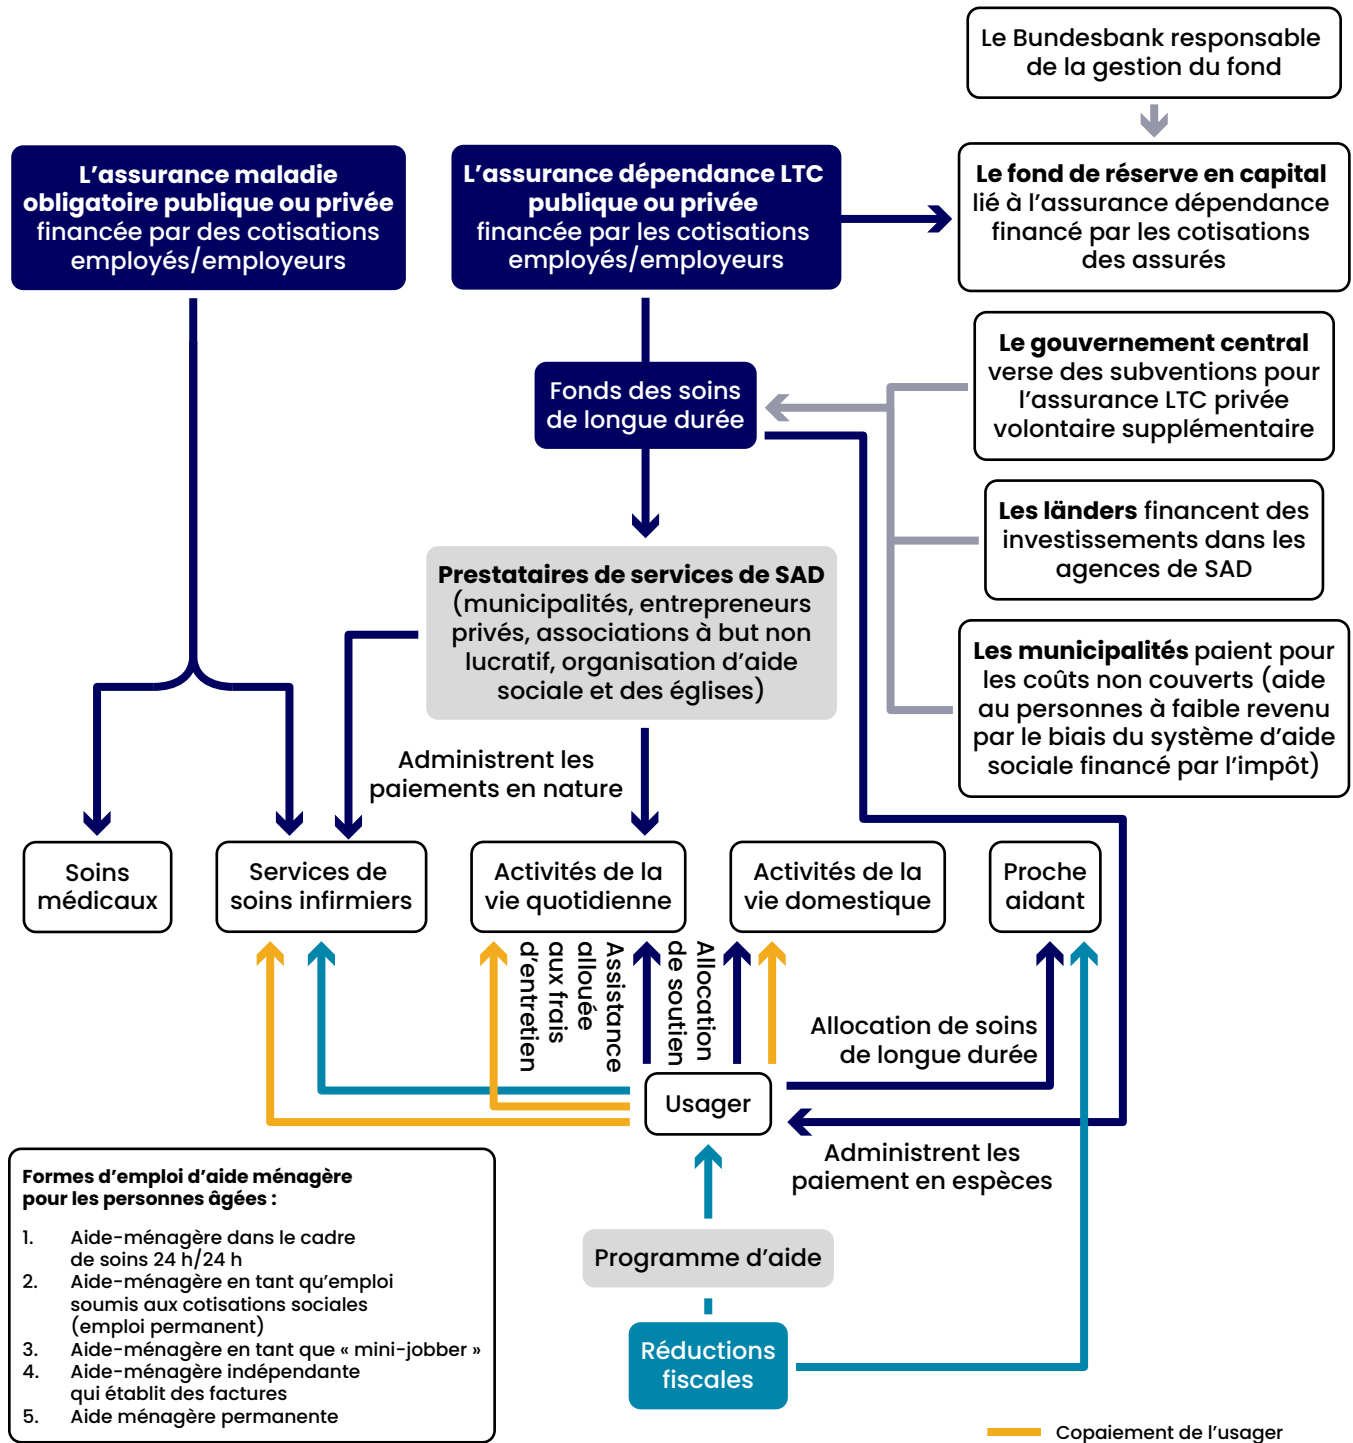 Le Bundesbank responsable
de la gestion du fond
L'assurance maladie
obligatoire publique ou privée
financée par des cotisations
employés/employeurs
L'assurance dépendance LTC
publique ou privée
financée par les cotisations
employés/employeurs
Le fond de réserve en capital
lié à l'assurance dépendance
financé par les cotisations
des assurés
Fonds des soins
de longue durée
Le gouvernement central
verse des subventions pour
l'assurance LTC privée
volontaire supplémentaire
Les länders financent des
investissements dans les
agences de SAD
Prestataires de services de SAD
(municipalités, entrepreneurs
privés, associations à but non
lucratif, organisation d'aide
sociale et des églises)
Les municipalités paient pour
les coûts non couverts (aide
au personnes à faible revenu
par le biais du système d'aide
sociale financé par l'impôt)
Administrent les
paiements en nature
Soins
médicaux
Services de
soins infirmiers
Activités de la
vie quotidienne
Activités de la
vie domestique
Proche
aidant
Assistance
allouée
aux frais
d'entretien
Allocation
de soutien
Allocation de soins
de longue durée
Usager
Administrent les
paiement en espèces
Programme d'aide
Réductions
fiscales
Formes d'emploi d'aide ménagère
pour les personnes âgées :
1. Aide-ménagère dans le cadre
de soins 24 h/24 h
2. Aide-ménagère en tant qu'emploi
soumis aux cotisations sociales
(emploi permanent)
3. Aide-ménagère en tant que « mini-jobber »
4. Aide-ménagère indépendante
qui établit des factures
5. Aide ménagère permanente
Copaiement de l'usager